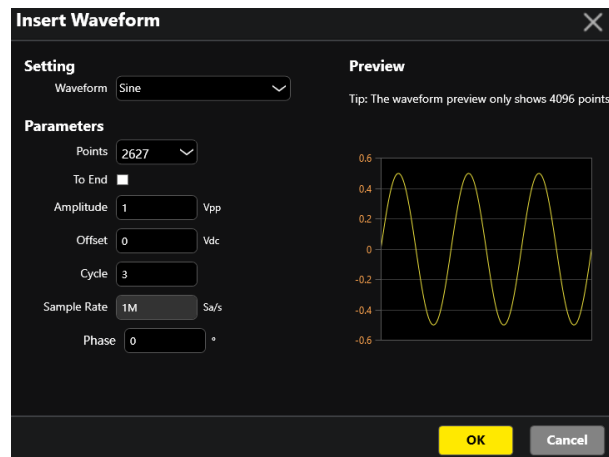 Insert Waveform
Setting
Waveform Sine
Parameters
Points 2627
To End
Amplitude 1 Vpp
Offset 0 Vdc
Cycle 3
Sample Rate 1M Sa/s
Phase 0 °
Preview
Tip: The waveform preview only shows 4096 points
0.6
0.4
0.2
0
-0.2
-0.4
-0.6
OK Cancel